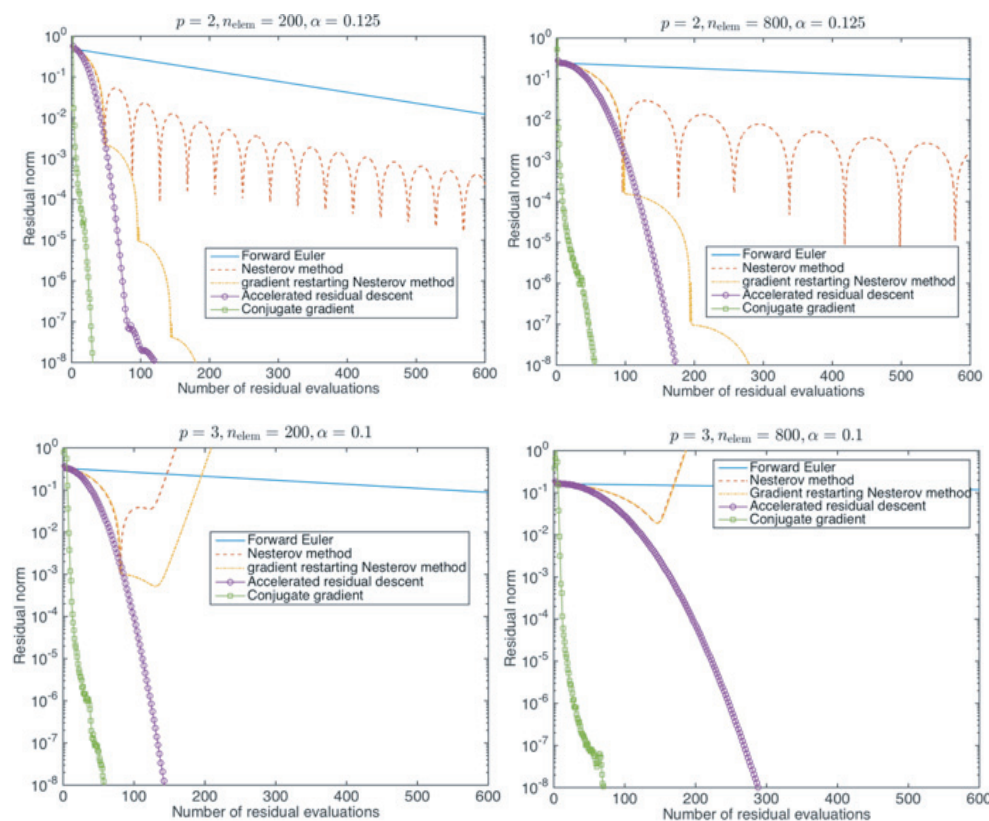 p = 2, n_elem = 200, α = 0.125
10^0
10^-1
10^-2
10^-3
10^-4
10^-5
10^-6
10^-7
10^-8
Residual norm
Forward Euler
Nesterov method
gradient restarting Nesterov method
Accelerated residual descent
Conjugate gradient
0 100 200 300 400 500 600
Number of residual evaluations
p = 2, n_elem = 800, α = 0.125
10^0
10^-1
10^-2
10^-3
10^-4
10^-5
10^-6
10^-7
10^-8
Residual norm
Forward Euler
Nesterov method
gradient restarting Nesterov method
Accelerated residual descent
Conjugate gradient
0 100 200 300 400 500 600
Number of residual evaluations
p = 3, n_elem = 200, α = 0.1
10^0
10^-1
10^-2
10^-3
10^-4
10^-5
10^-6
10^-7
10^-8
Residual norm
Forward Euler
Nesterov method
gradient restarting Nesterov method
Accelerated residual descent
Conjugate gradient
0 100 200 300 400 500 600
Number of residual evaluations
p = 3, n_elem = 800, α = 0.1
10^0
10^-1
10^-2
10^-3
10^-4
10^-5
10^-6
10^-7
10^-8
Residual norm
Forward Euler
Nesterov method
Gradient restarting Nesterov method
Accelerated residual descent
Conjugate gradient
0 100 200 300 400 500 600
Number of residual evaluations